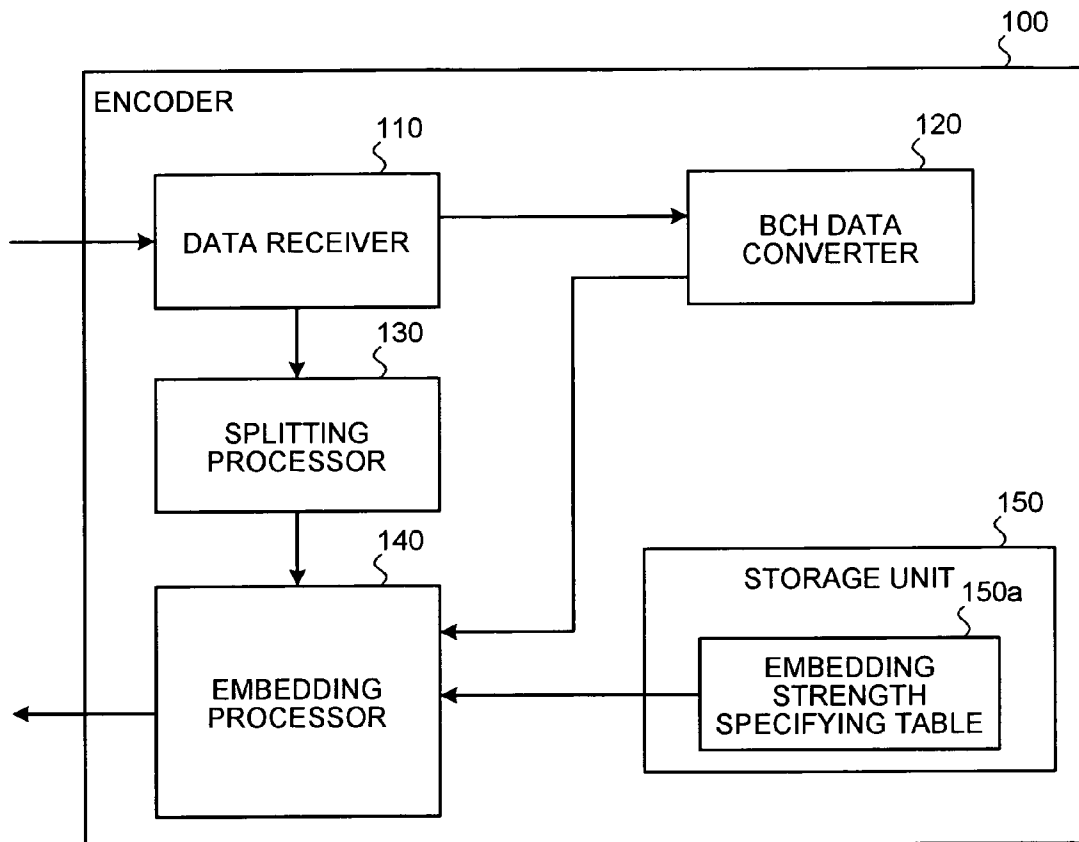 100
ENCODER
110
DATA RECEIVER
120
BCH DATA
CONVERTER
130
SPLITTING
PROCESSOR
140
EMBEDDING
PROCESSOR
150
STORAGE UNIT
150a
EMBEDDING
STRENGTH
SPECIFYING TABLE